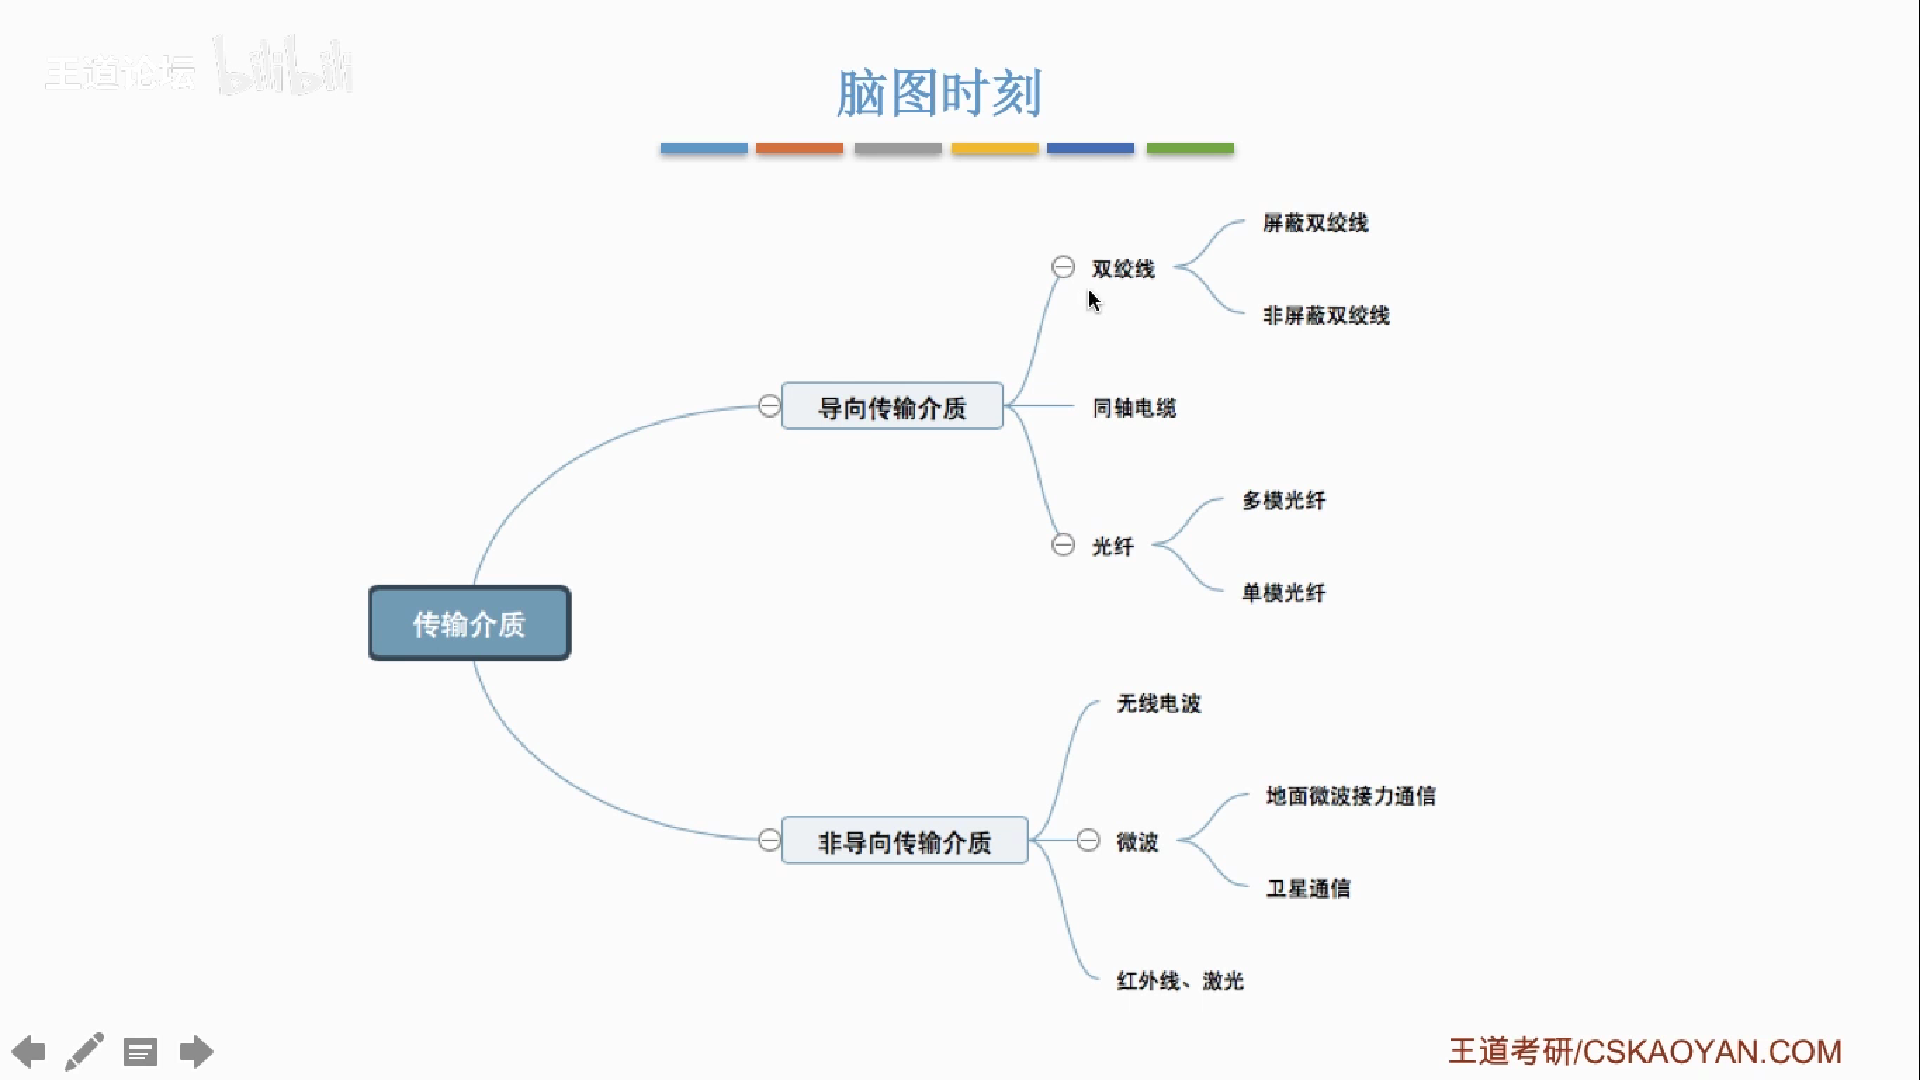 王道论坛 bilibili
脑图时刻
传输介质
导向传输介质
双绞线
屏蔽双绞线
非屏蔽双绞线
同轴电缆
光纤
多模光纤
单模光纤
非导向传输介质
无线电波
微波
地面微波接力通信
卫星通信
红外线、激光
王道考研/CSKAOYAN.COM